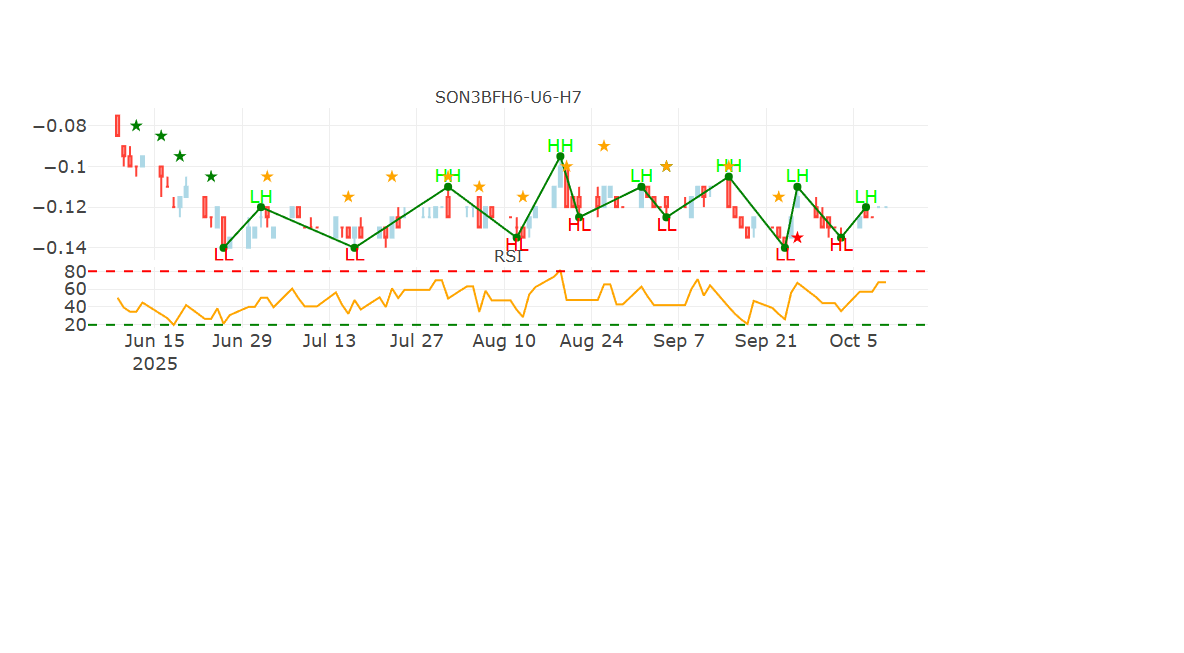 SON3BFH6-U6-H7
−0.08
−0.1
−0.12
−0.14
LL
LH
LL
HH
HL
HH
HL
LH
LL
HH
LL
LH
HL
LH
RSI
80
60
40
20
Jun 15 Jun 29 Jul 13 Jul 27 Aug 10 Aug 24 Sep 7 Sep 21 Oct 5
2025